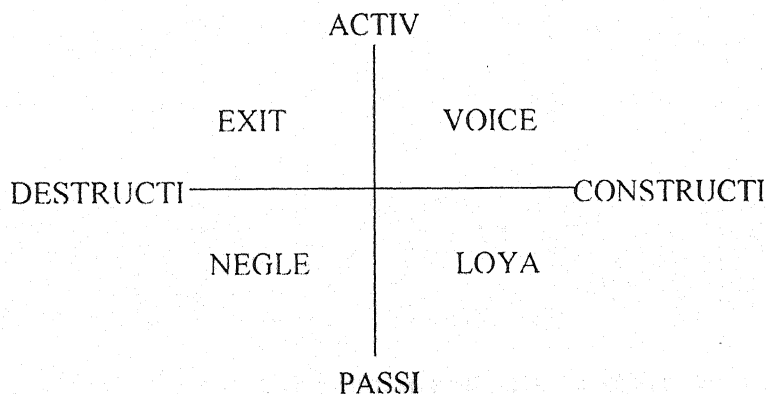 ACTIV
EXIT VOICE
DESTRUCTI CONSTRUCTI
NEGLE LOYA
PASSI